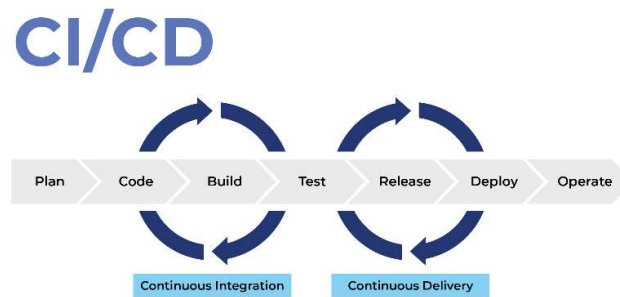 CI/CD
Plan Code Build Test Release Deploy Operate
Continuous Integration Continuous Delivery